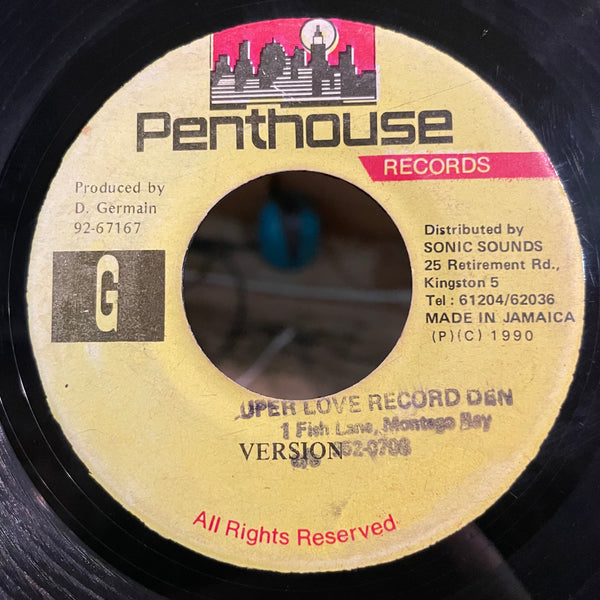 Penthouse
RECORDS
Produced by
D. Germain
92-67167
G
Distributed by
SONIC SOUNDS
25 Retirement Rd.,
Kingston 5
Tel : 61204/62036
MADE IN JAMAICA
(P)(C) 1990
UPER LOVE RECORD DEN
1 Fish Lane, Montego Bay
952-0708
VERSION
All Rights Reserved